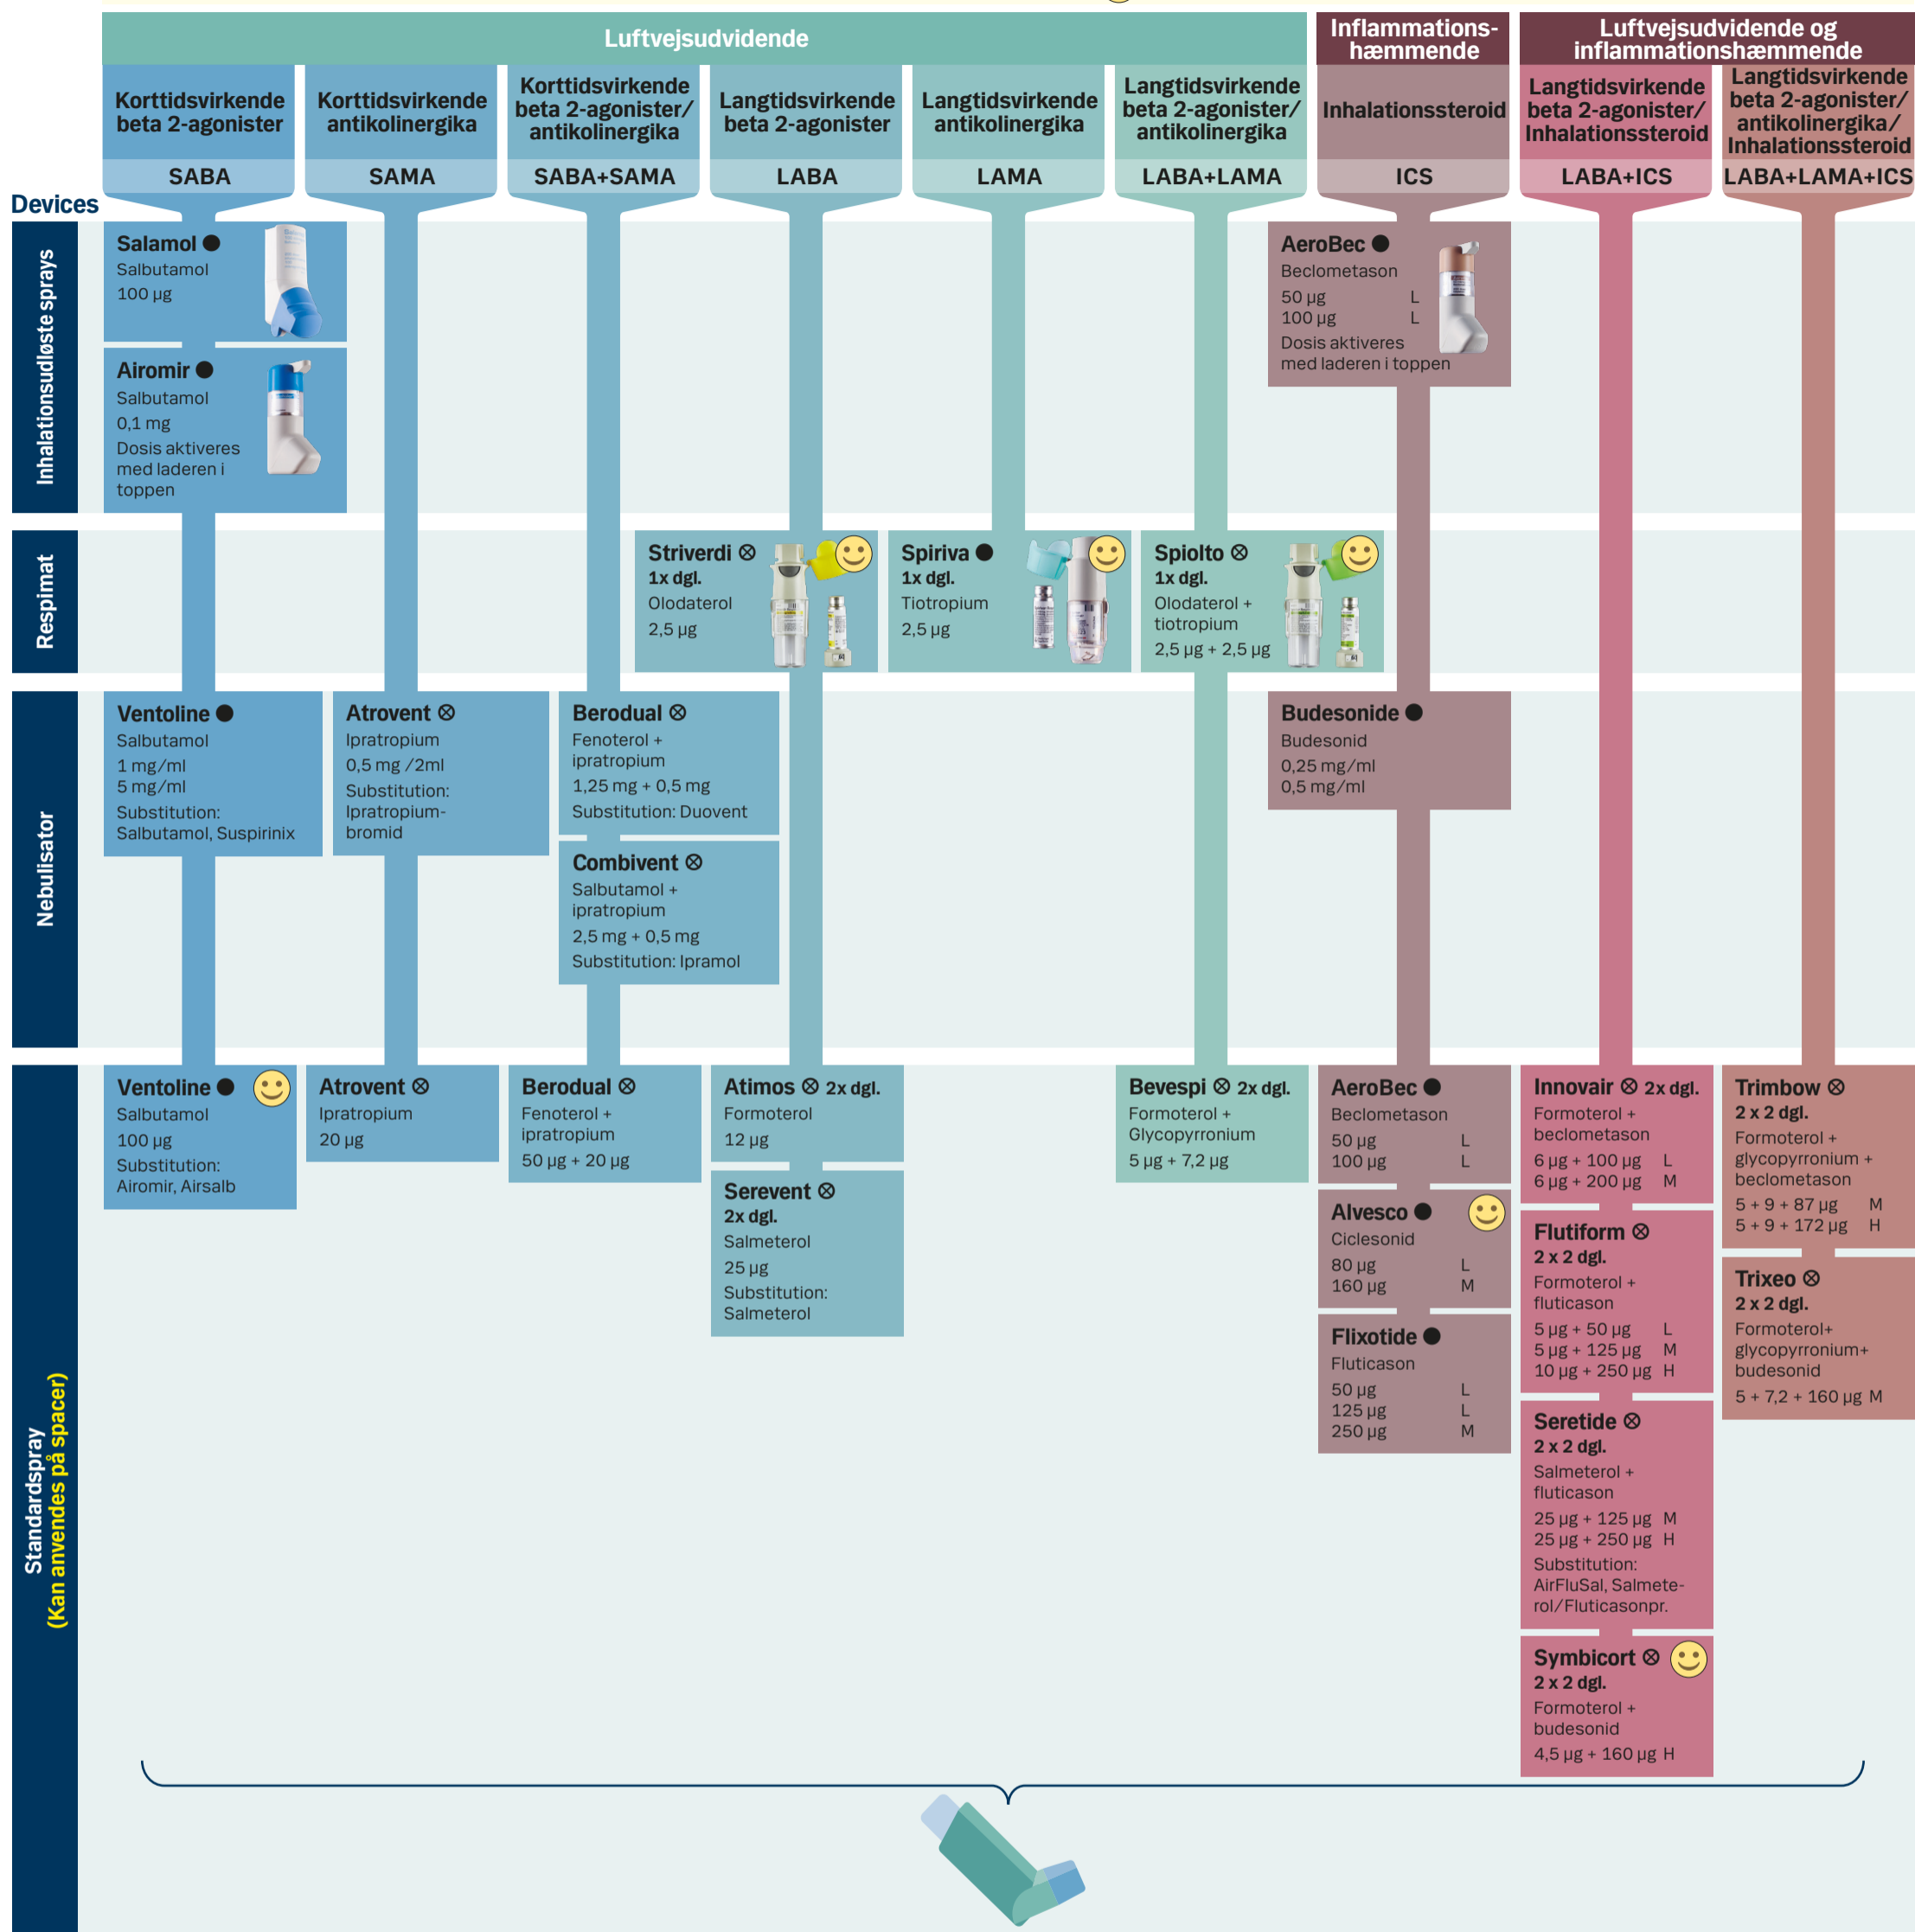 Luftvejsudvidende
Inflammations-
hæmmende
Luftvejsudvidende og
inflammationshæmmende
Korttidsvirkende
beta 2-agonister
Korttidsvirkende
antikolinergika
Korttidsvirkende
beta 2-agonister/
antikolinergika
Langtidsvirkende
beta 2-agonister
Langtidsvirkende
antikolinergika
Langtidsvirkende
beta 2-agonister/
antikolinergika
Inhalationssteroid
Langtidsvirkende
beta 2-agonister/
Inhalationssteroid
Langtidsvirkende
beta 2-agonister/
antikolinergika/
Inhalationssteroid
SABA
SAMA
SABA+SAMA
LABA
LAMA
LABA+LAMA
ICS
LABA+ICS
LABA+LAMA+ICS
Devices
Inhalationsudløste sprays
Salamol ●
Salbutamol
100 µg
Airomir ●
Salbutamol
0,1 mg
Dosis aktiveres
med laderen i
toppen
AeroBec ●
Beclometason
50 µg L
100 µg L
Dosis aktiveres
med laderen i toppen
Respimat
Striverdi ⊗
1x dgl.
Olodaterol
2,5 µg
Spiriva ●
1x dgl.
Tiotropium
2,5 µg
Spiolto ⊗
1x dgl.
Olodaterol +
tiotropium
2,5 µg + 2,5 µg
Nebulisator
Ventoline ●
Salbutamol
1 mg/ml
5 mg/ml
Substitution:
Salbutamol, Suspirinix
Atrovent ⊗
Ipratropium
0,5 mg /2ml
Substitution:
Ipratropium-
bromid
Berodual ⊗
Fenoterol +
ipratropium
1,25 mg + 0,5 mg
Substitution: Duovent
Combivent ⊗
Salbutamol +
ipratropium
2,5 mg + 0,5 mg
Substitution: Ipramol
Budesonide ●
Budesonid
0,25 mg/ml
0,5 mg/ml
Standardspray
(Kan anvendes på spacer)
Ventoline ●
Salbutamol
100 µg
Substitution:
Airomir, Airsalb
Atrovent ⊗
Ipratropium
20 µg
Berodual ⊗
Fenoterol +
ipratropium
50 µg + 20 µg
Atimos ⊗ 2x dgl.
Formoterol
12 µg
Serevent ⊗
2x dgl.
Salmeterol
25 µg
Substitution:
Salmeterol
Bevespi ⊗ 2x dgl.
Formoterol +
Glycopyrronium
5 µg + 7,2 µg
AeroBec ●
Beclometason
50 µg L
100 µg L
Alvesco ●
Ciclesonid
80 µg L
160 µg M
Flixotide ●
Fluticason
50 µg L
125 µg L
250 µg M
Innovair ⊗ 2x dgl.
Formoterol +
beclometason
6 µg + 100 µg L
6 µg + 200 µg M
Flutiform ⊗
2 x 2 dgl.
Formoterol +
fluticason
5 µg + 50 µg L
5 µg + 125 µg M
10 µg + 250 µg H
Seretide ⊗
2 x 2 dgl.
Salmeterol +
fluticason
25 µg + 125 µg M
25 µg + 250 µg H
Substitution:
AirFluSal, Salmete-
rol/Fluticasonpr.
Symbicort ⊗
2 x 2 dgl.
Formoterol +
budesonid
4,5 µg + 160 µg H
Trimbow ⊗
2 x 2 dgl.
Formoterol +
glycopyrronium +
beclometason
5 + 9 + 87 µg M
5 + 9 + 172 µg H
Trixeo ⊗
2 x 2 dgl.
Formoterol+
glycopyrronium+
budesonid
5 + 7,2 + 160 µg M